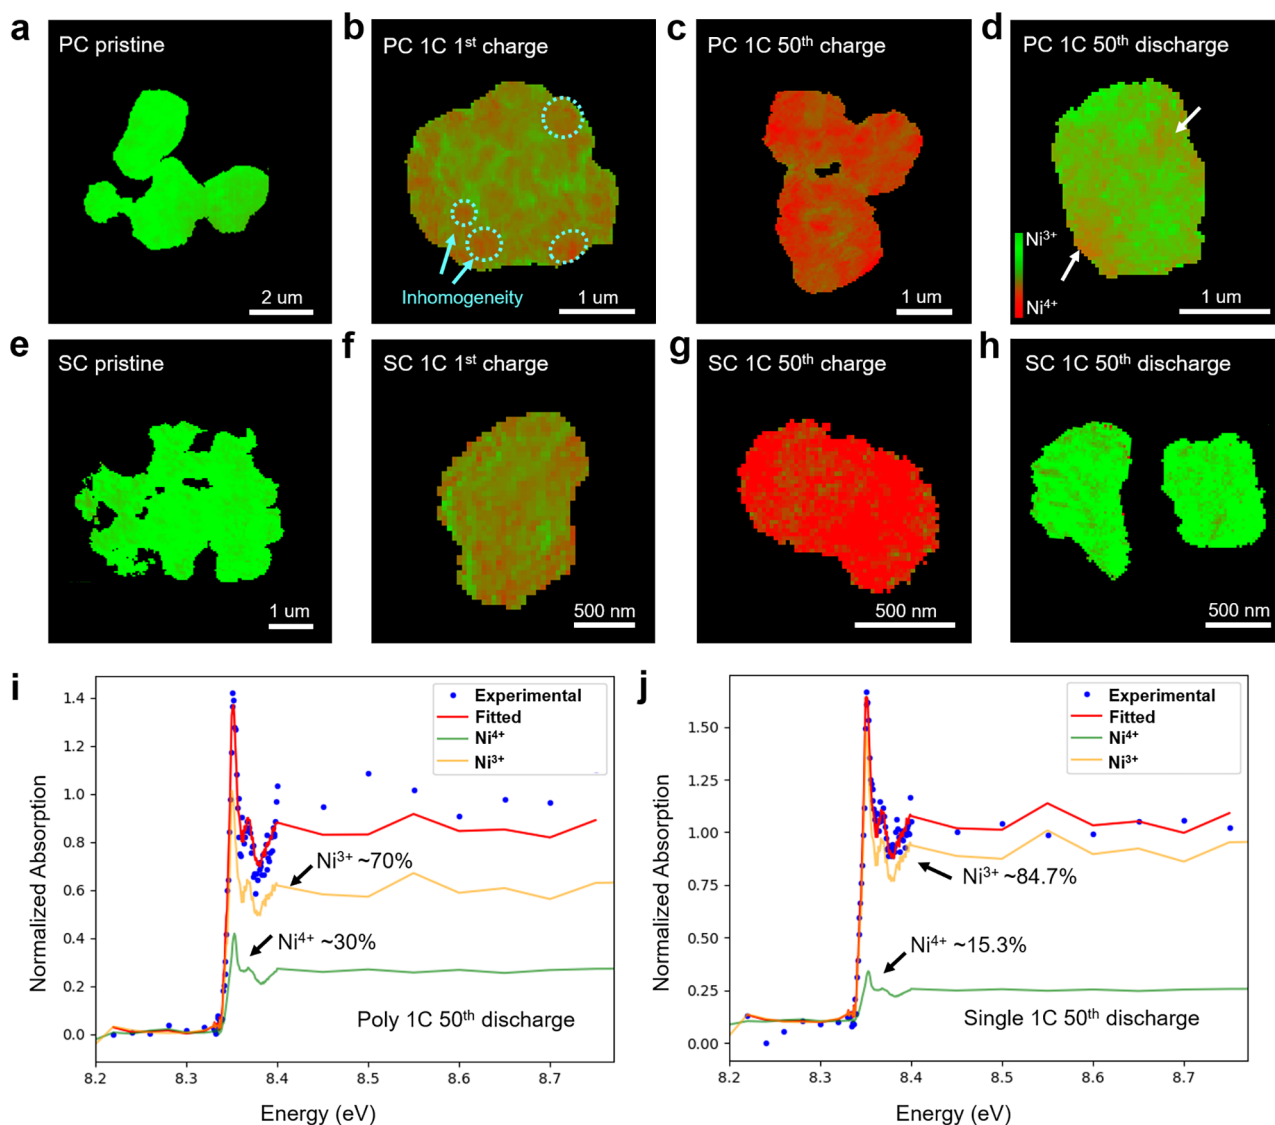 a
PC pristine
2 um
b
PC 1C 1st charge
Inhomogeneity
1 um
c
PC 1C 50th charge
1 um
d
PC 1C 50th discharge
Ni3+
Ni4+
1 um
e
SC pristine
1 um
f
SC 1C 1st charge
500 nm
g
SC 1C 50th charge
500 nm
h
SC 1C 50th discharge
500 nm
i
Normalized Absorption
1.4
1.2
1.0
0.8
0.6
0.4
0.2
0.0
Experimental
Fitted
Ni4+
Ni3+
Ni3+ ~70%
Ni4+ ~30%
Poly 1C 50th discharge
8.2 8.3 8.4 8.5 8.6 8.7
Energy (eV)
j
Normalized Absorption
1.50
1.25
1.00
0.75
0.50
0.25
0.00
Experimental
Fitted
Ni4+
Ni3+
Ni3+ ~84.7%
Ni4+ ~15.3%
Single 1C 50th discharge
8.2 8.3 8.4 8.5 8.6 8.7
Energy (eV)